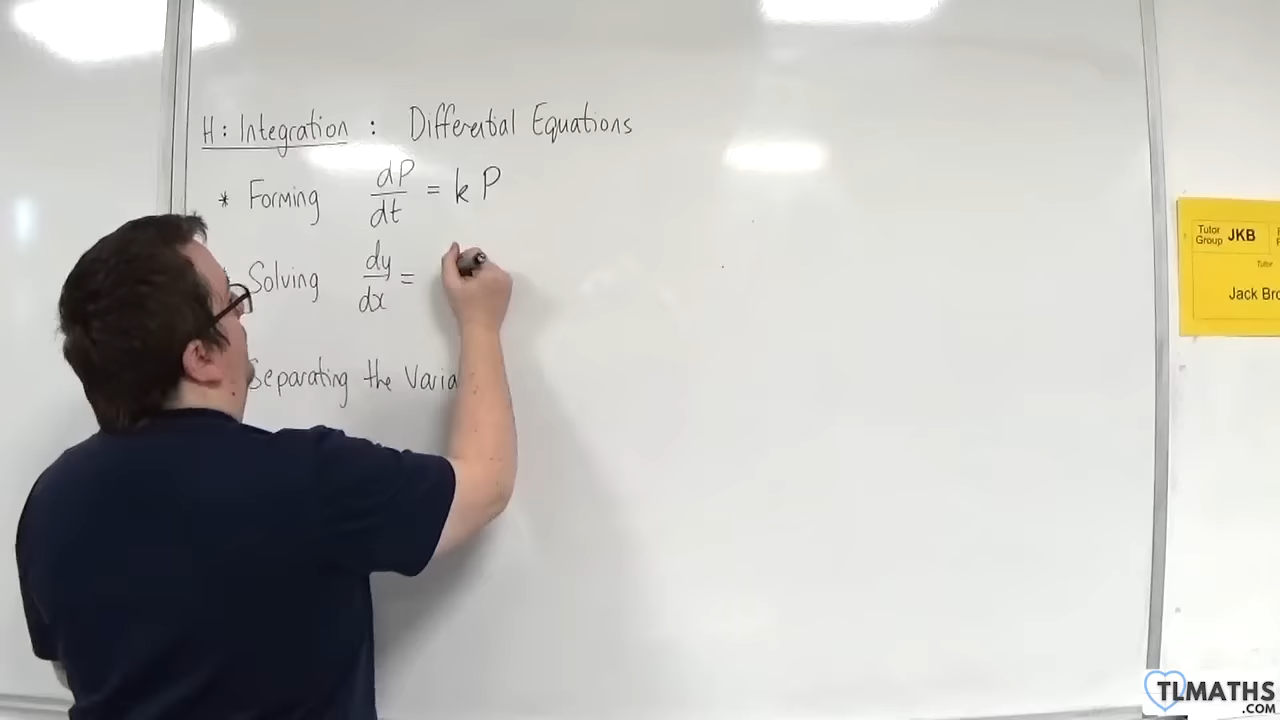 H : Integration : Differential Equations
* Forming dP/dt = k P
Solving dy/dx =
Separating the Varia
Tutor Group JKB
Tutor
Jack Bro
TLMATHS
.COM